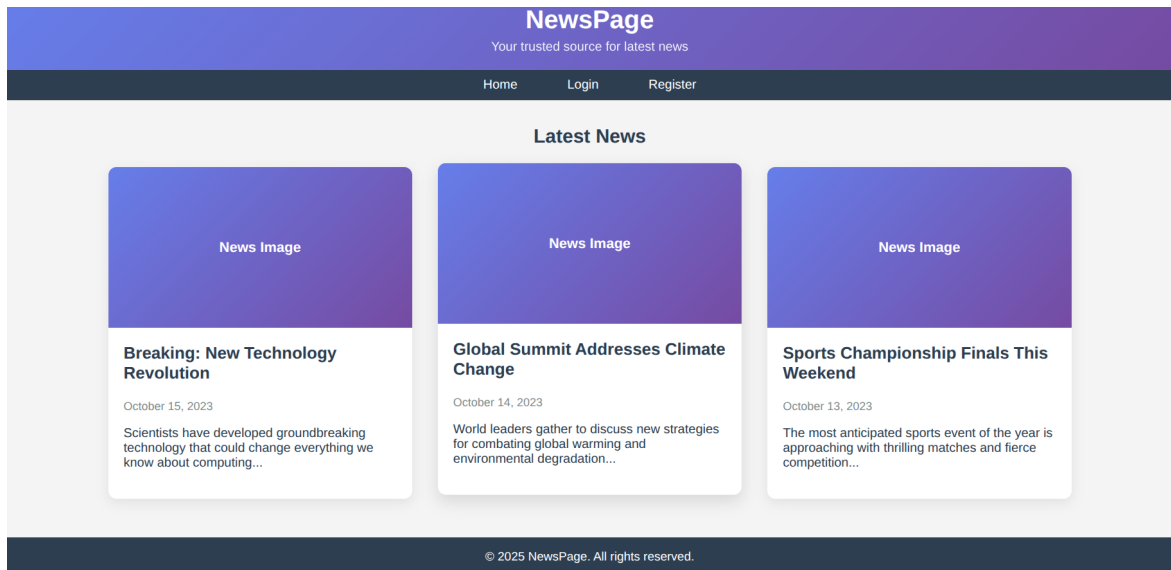 NewsPage
Your trusted source for latest news
Home Login Register
Latest News
News Image
Breaking: New Technology
Revolution
October 15, 2023
Scientists have developed groundbreaking
technology that could change everything we
know about computing...
News Image
Global Summit Addresses Climate
Change
October 14, 2023
World leaders gather to discuss new strategies
for combating global warming and
environmental degradation...
News Image
Sports Championship Finals This
Weekend
October 13, 2023
The most anticipated sports event of the year is
approaching with thrilling matches and fierce
competition...
© 2025 NewsPage. All rights reserved.